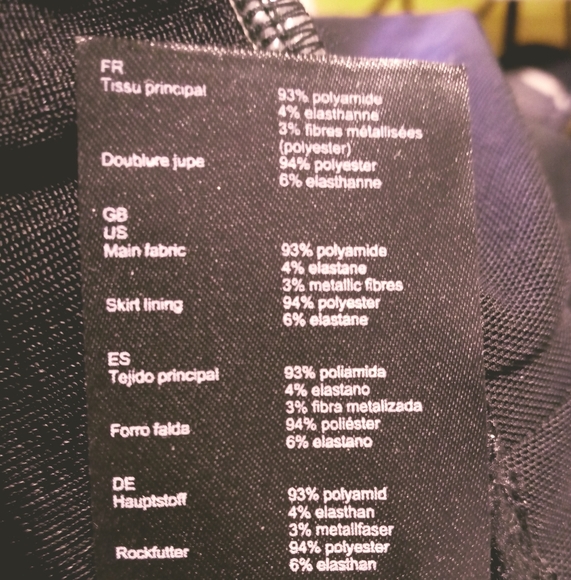 FR
Tissu principal 93% polyamide
4% elasthanne
3% fibres métallisées
(polyester)
Doublure jupe 94% polyester
6% elasthanne
GB
US
Main fabric 93% polyamide
4% elastane
3% metallic fibres
Skirt lining 94% polyester
6% elastane
ES
Tejido principal 93% poliamida
4% elastano
3% fibra metalizada
Forro falda 94% poliéster
6% elastano
DE
Hauptstoff 93% polyamid
4% elasthan
3% metallfaser
Rockfutter 94% polyester
6% elasthan